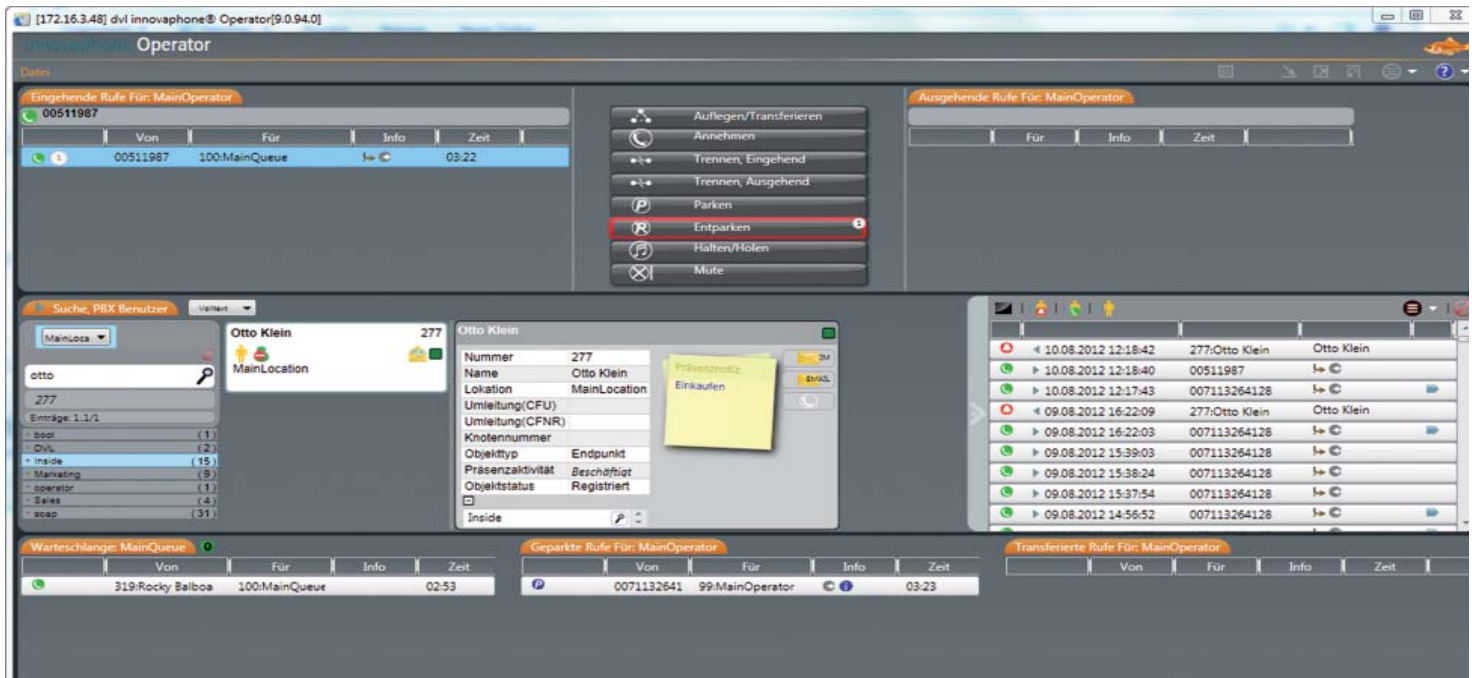 [172.16.3.48] dvl innovaphone® Operator[9.0.94.0]
innovaphone® Operator
Datei
Eingehende Rufe Für: MainOperator
00511987
Von Für Info Zeit
1 00511987 100:MainQueue 03:22
Auflegen/Transferieren
Annehmen
Trennen, Eingehend
Trennen, Ausgehend
Parken
Entparken 1
Halten/Holen
Mute
Ausgehende Rufe Für: MainOperator
Für Info Zeit
Suche, PBX Benutzer Volltext
MainLoca
otto
277
Einträge: 1..1/1
bool (1)
DVL (2)
Inside (15)
Marketing (9)
operator (1)
Sales (4)
soap (31)
Otto Klein 277
MainLocation
Otto Klein
Nummer 277
Name Otto Klein
Lokation MainLocation
Umleitung(CFU)
Umleitung(CFNR)
Knotennummer
Objekttyp Endpunkt
Präsenzaktivität Beschäftigt
Objektstatus Registriert
Inside
Präsenznotiz
Einkaufen
IM
EMAIL
10.08.2012 12:18:42 277:Otto Klein Otto Klein
10.08.2012 12:18:40 00511987
10.08.2012 12:17:43 007113264128
09.08.2012 16:22:09 277:Otto Klein Otto Klein
09.08.2012 16:22:03 007113264128
09.08.2012 15:39:03 007113264128
09.08.2012 15:38:24 007113264128
09.08.2012 15:37:54 007113264128
09.08.2012 14:56:52 007113264128
Warteschlange: MainQueue 0
Von Für Info Zeit
319:Rocky Balboa 100:MainQueue 02:53
Geparkte Rufe Für: MainOperator
Von Für Info Zeit
0071132641 99:MainOperator 03:23
Transferierte Rufe Für: MainOperator
Von Für Info Zeit